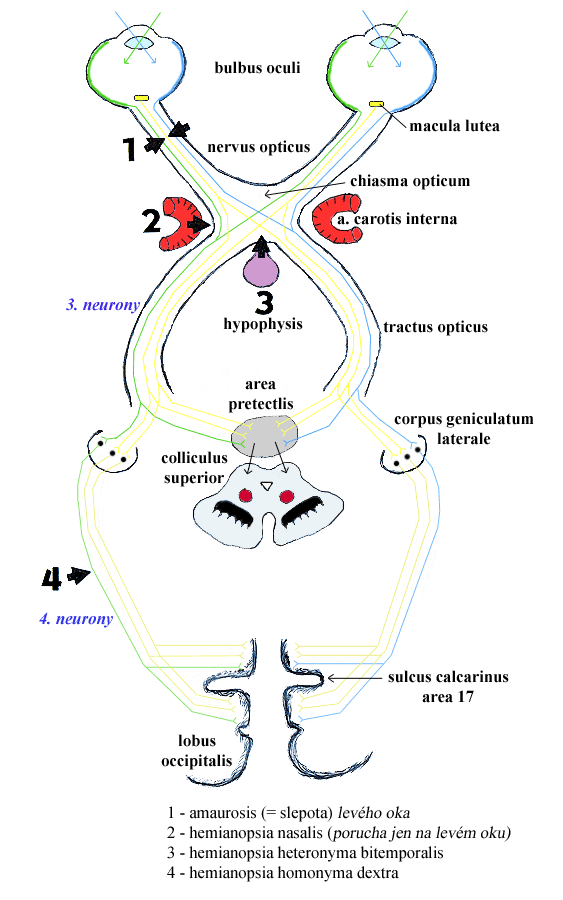 bulbus oculi
macula lutea
1
nervus opticus
chiasma opticum
2
a. carotis interna
3. neurony
3
hypophysis
tractus opticus
area
pretectlis
corpus geniculatum
laterale
colliculus
superior
4
4. neurony
sulcus calcarinus
area 17
lobus
occipitalis
1 - amaurosis (= slepota) levého oka
2 - hemianopsia nasalis (porucha jen na levém oku)
3 - hemianopsia heteronyma bitemporalis
4 - hemianopsia homonyma dextra